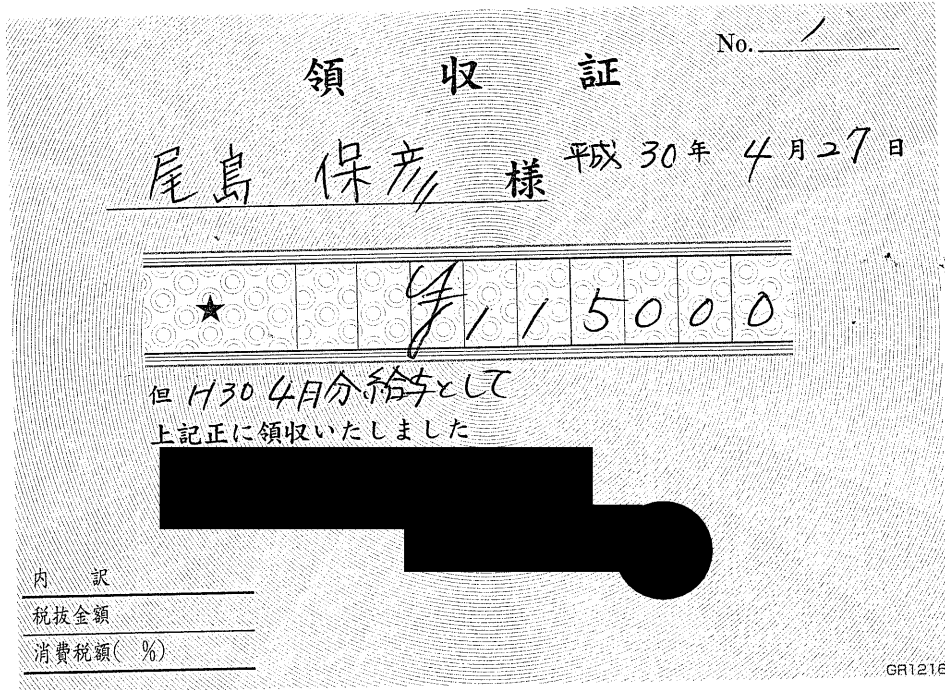 No. 1
領収証
尾島 保彦 様
平成 30年 4月27日
★ ¥115000
但 H30 4月分給与として
上記正に領収いたしました
内 訳
税抜金額
消費税額( %)
GR1216